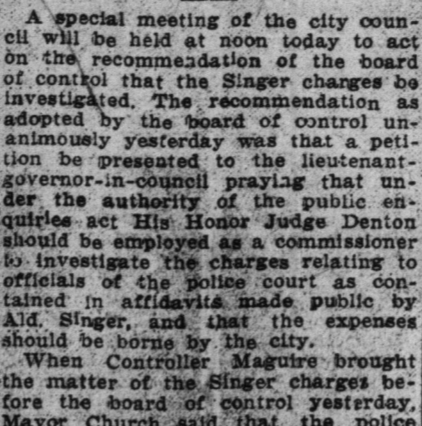 A special meeting of the city coun-
cil will be held at noon today to act
on the recommendation of the board
of control that the Singer charges be
investigated. The recommendation as
adopted by the board of control un-
animously yesterday was that a peti-
tion be presented to the lieutenant-
governor-in-council praying that un-
der the authority of the public en-
quiries act His Honor Judge Denton
should be employed as a commissioner
to investigate the charges relating to
officials of the police court as con-
tained in affidavits made public by
Ald. Singer, and that the expenses
should be borne by the city.
When Controller Maguire brought
the matter of the Singer charges be-
fore the board of control yesterday,
Mayor Church said that the police